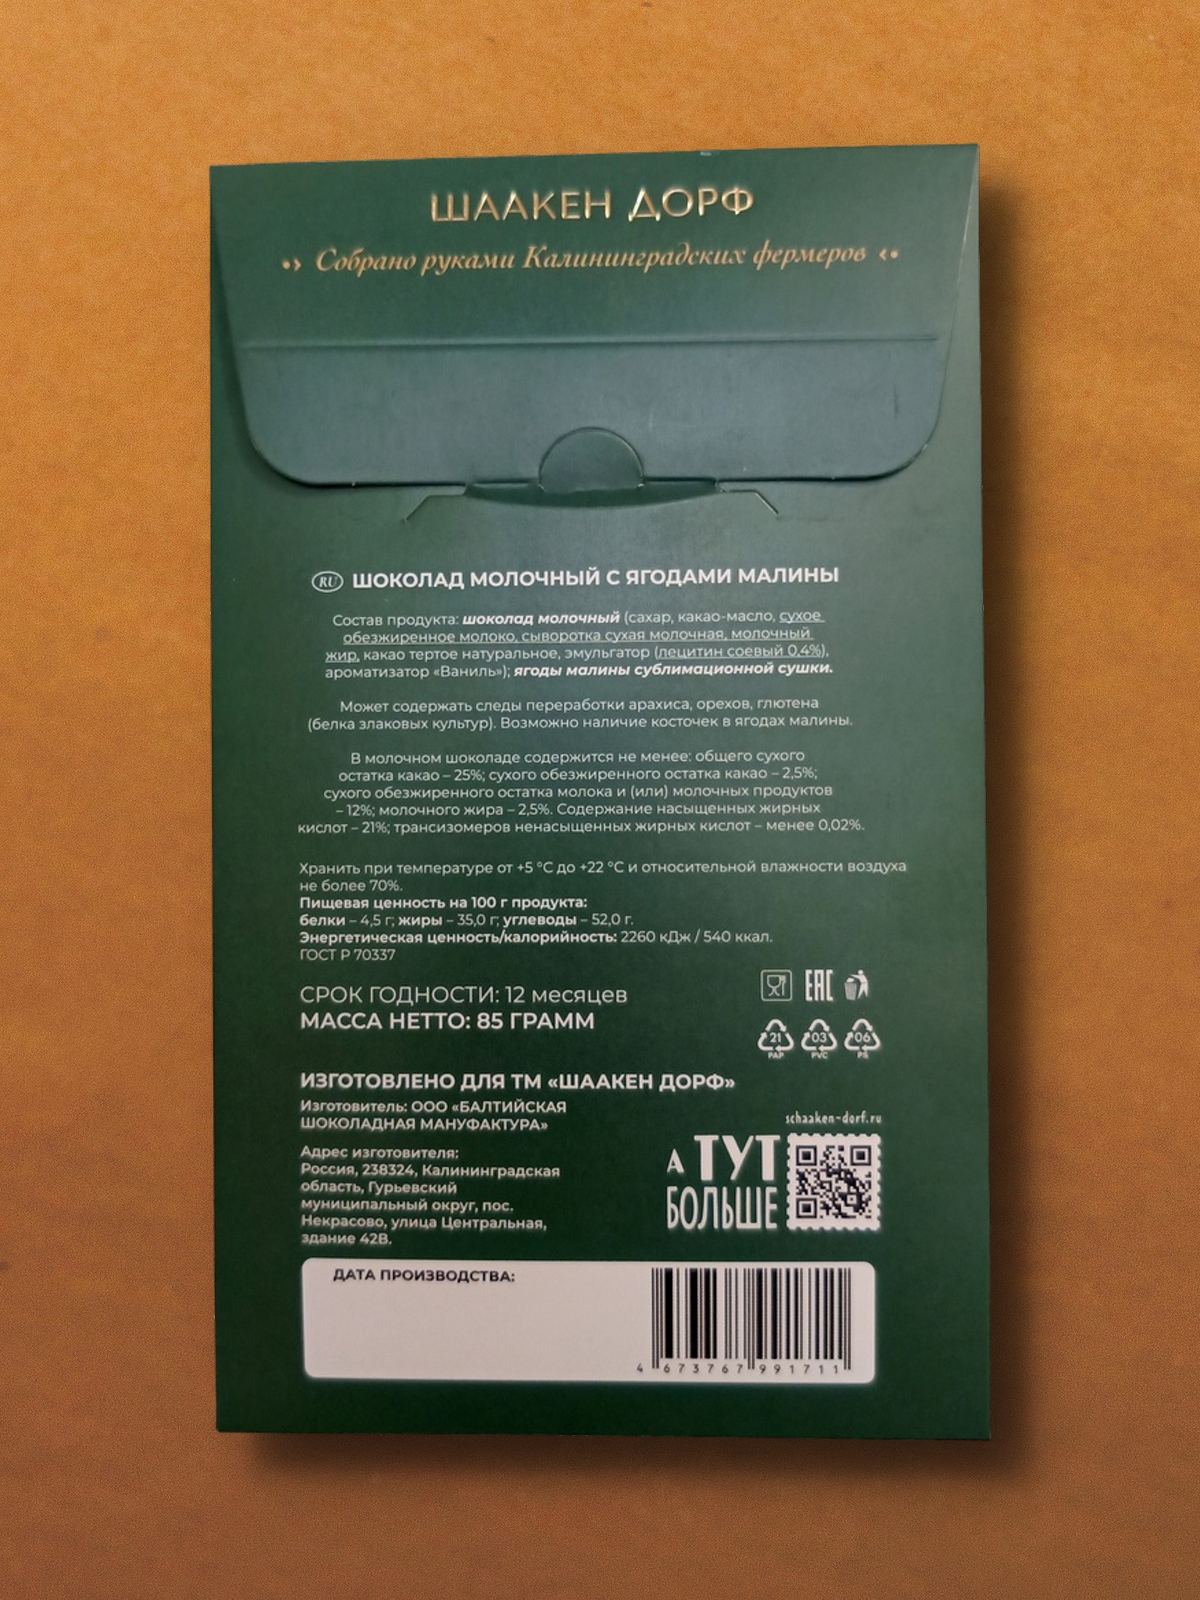 ШААКЕН ДОРФ
Собрано руками Калининградских фермеров
RU ШОКОЛАД МОЛОЧНЫЙ С ЯГОДАМИ МАЛИНЫ
Состав продукта: шоколад молочный (сахар, какао-масло, сухое
обезжиренное молоко, сыворотка сухая молочная, молочный
жир, какао тертое натуральное, эмульгатор (лецитин соевый 0,4%),
ароматизатор «Ваниль»); ягоды малины сублимационной сушки.
Может содержать следы переработки арахиса, орехов, глютена
(белка злаковых культур). Возможно наличие косточек в ягодах малины.
В молочном шоколаде содержится не менее: общего сухого
остатка какао – 25%; сухого обезжиренного остатка какао – 2,5%;
сухого обезжиренного остатка молока и (или) молочных продуктов
– 12%; молочного жира – 2,5%. Содержание насыщенных жирных
кислот – 21%; трансизомеров ненасыщенных жирных кислот – менее 0,02%.
Хранить при температуре от +5 °C до +22 °C и относительной влажности воздуха
не более 70%.
Пищевая ценность на 100 г продукта:
белки – 4,5 г; жиры – 35,0 г; углеводы – 52,0 г.
Энергетическая ценность/калорийность: 2260 кДж / 540 ккал.
ГОСТ Р 70337
СРОК ГОДНОСТИ: 12 месяцев
МАССА НЕТТО: 85 ГРАММ
EAC
21 03 06
PAP PVC PS
ИЗГОТОВЛЕНО ДЛЯ ТМ «ШААКЕН ДОРФ»
Изготовитель: ООО «БАЛТИЙСКАЯ
ШОКОЛАДНАЯ МАНУФАКТУРА»
Адрес изготовителя:
Россия, 238324, Калининградская
область, Гурьевский
муниципальный округ, пос.
Некрасово, улица Центральная,
здание 42В.
schaaken-dorf.ru
А ТУТ
БОЛЬШЕ
ДАТА ПРОИЗВОДСТВА:
4 673767 991711